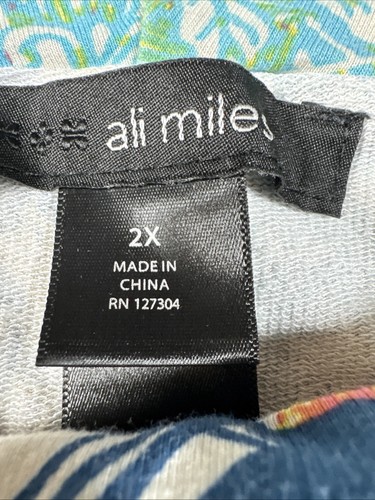 ali miles
2X
MADE IN
CHINA
RN 127304